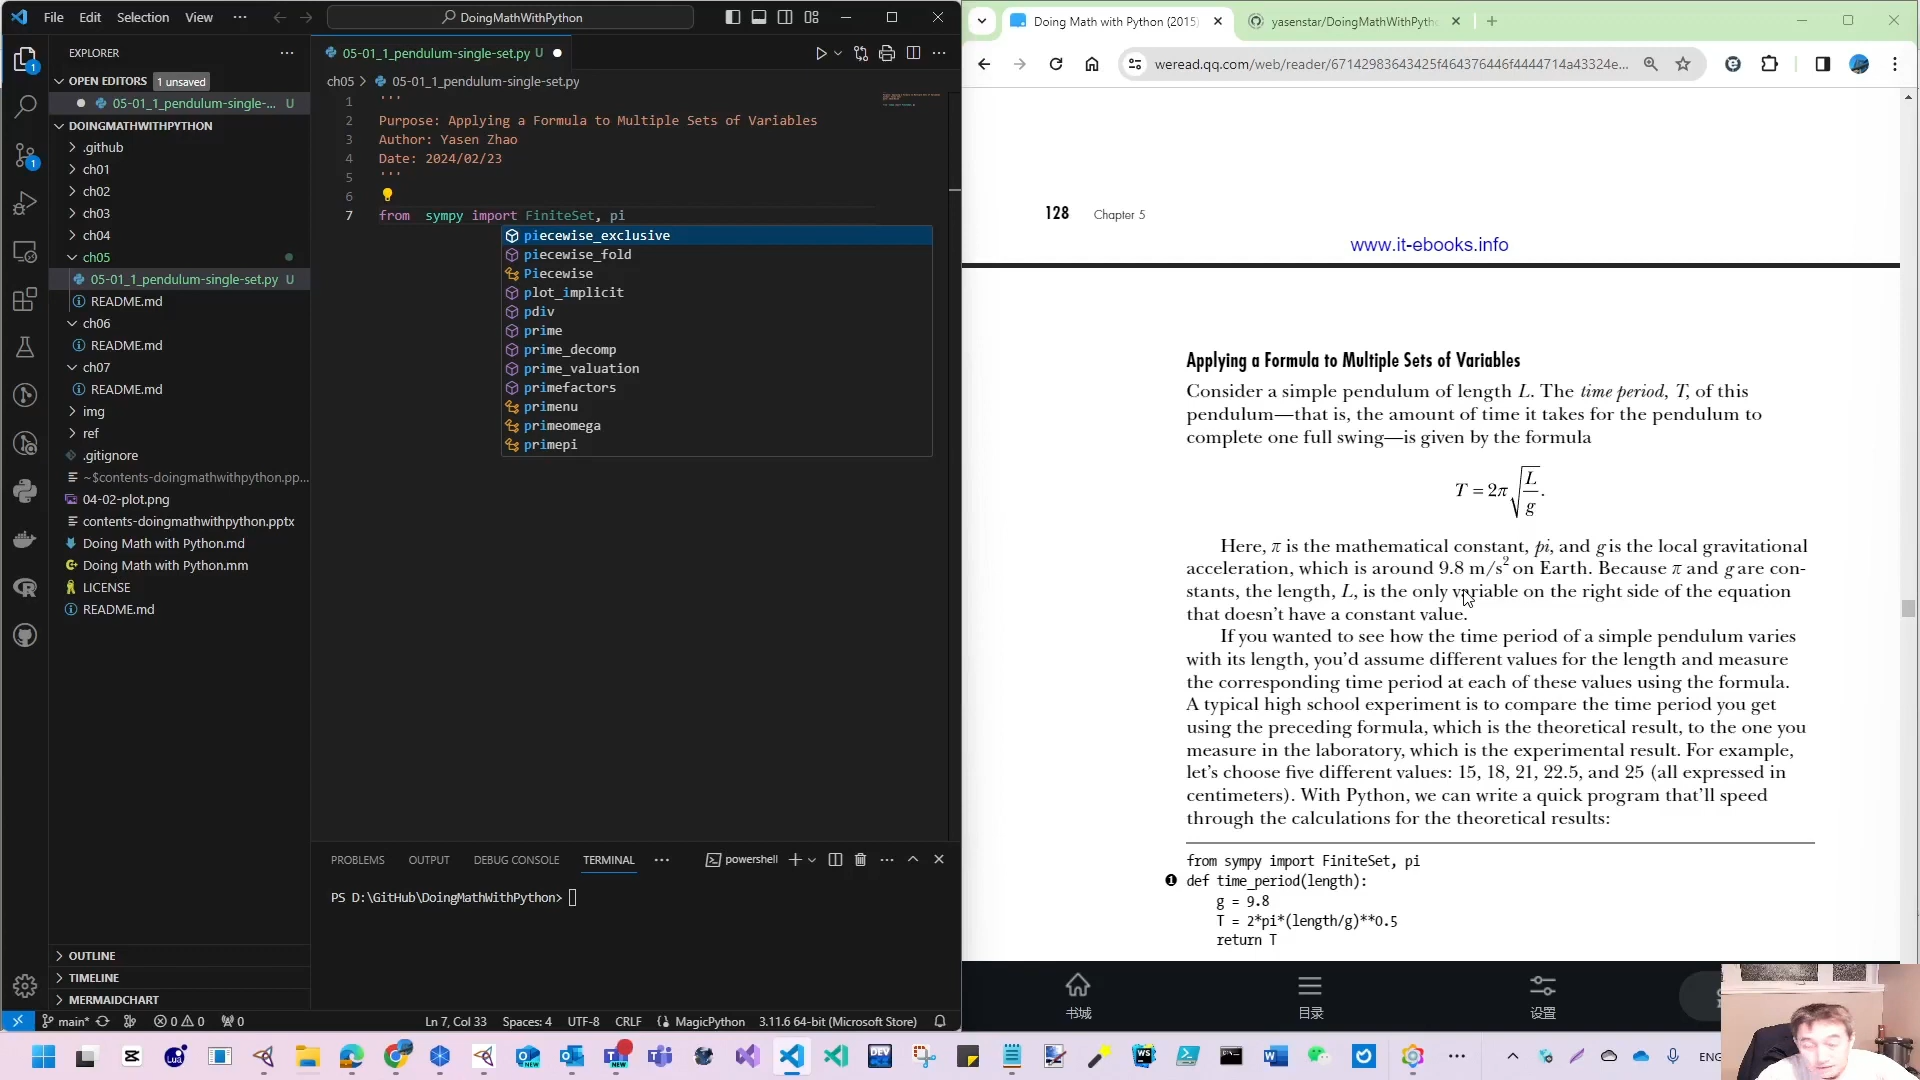 File Edit Selection View ··· DoingMathWithPython
EXPLORER
OPEN EDITORS 1 unsaved
05-01_1_pendulum-single-... U
DOINGMATHWITHPYTHON
.github
ch01
ch02
ch03
ch04
ch05
05-01_1_pendulum-single-set.py U
README.md
ch06
README.md
ch07
README.md
img
ref
.gitignore
~$contents-doingmathwithpython.pp...
04-02-plot.png
contents-doingmathwithpython.pptx
Doing Math with Python.md
Doing Math with Python.mm
LICENSE
README.md
OUTLINE
TIMELINE
MERMAIDCHART
05-01_1_pendulum-single-set.py U
ch05 > 05-01_1_pendulum-single-set.py
1 '''
2 Purpose: Applying a Formula to Multiple Sets of Variables
3 Author: Yasen Zhao
4 Date: 2024/02/23
5 '''
6
7 from  sympy import FiniteSet, pi
piecewise_exclusive
piecewise_fold
Piecewise
plot_implicit
pdiv
prime
prime_decomp
prime_valuation
primefactors
primenu
primeomega
primepi
PROBLEMS OUTPUT DEBUG CONSOLE TERMINAL ··· powershell
PS D:\GitHub\DoingMathWithPython>
main* 0 0 0 Ln 7, Col 33 Spaces: 4 UTF-8 CRLF MagicPython 3.11.6 64-bit (Microsoft Store)
Doing Math with Python (2015) yasenstar/DoingMathWithPyth
weread.qq.com/web/reader/67142983643425f464376446f4444714a43324e...
128 Chapter 5
www.it-ebooks.info
Applying a Formula to Multiple Sets of Variables
Consider a simple pendulum of length L. The time period, T, of this
pendulum—that is, the amount of time it takes for the pendulum to
complete one full swing—is given by the formula
T = 2π√(L/g).
Here, π is the mathematical constant, pi, and g is the local gravitational
acceleration, which is around 9.8 m/s² on Earth. Because π and g are con-
stants, the length, L, is the only variable on the right side of the equation
that doesn't have a constant value.
If you wanted to see how the time period of a simple pendulum varies
with its length, you'd assume different values for the length and measure
the corresponding time period at each of these values using the formula.
A typical high school experiment is to compare the time period you get
using the preceding formula, which is the theoretical result, to the one you
measure in the laboratory, which is the experimental result. For example,
let's choose five different values: 15, 18, 21, 22.5, and 25 (all expressed in
centimeters). With Python, we can write a quick program that'll speed
through the calculations for the theoretical results:
from sympy import FiniteSet, pi
❶ def time_period(length):
g = 9.8
T = 2*pi*(length/g)**0.5
return T
书城 目录 设置
ENG